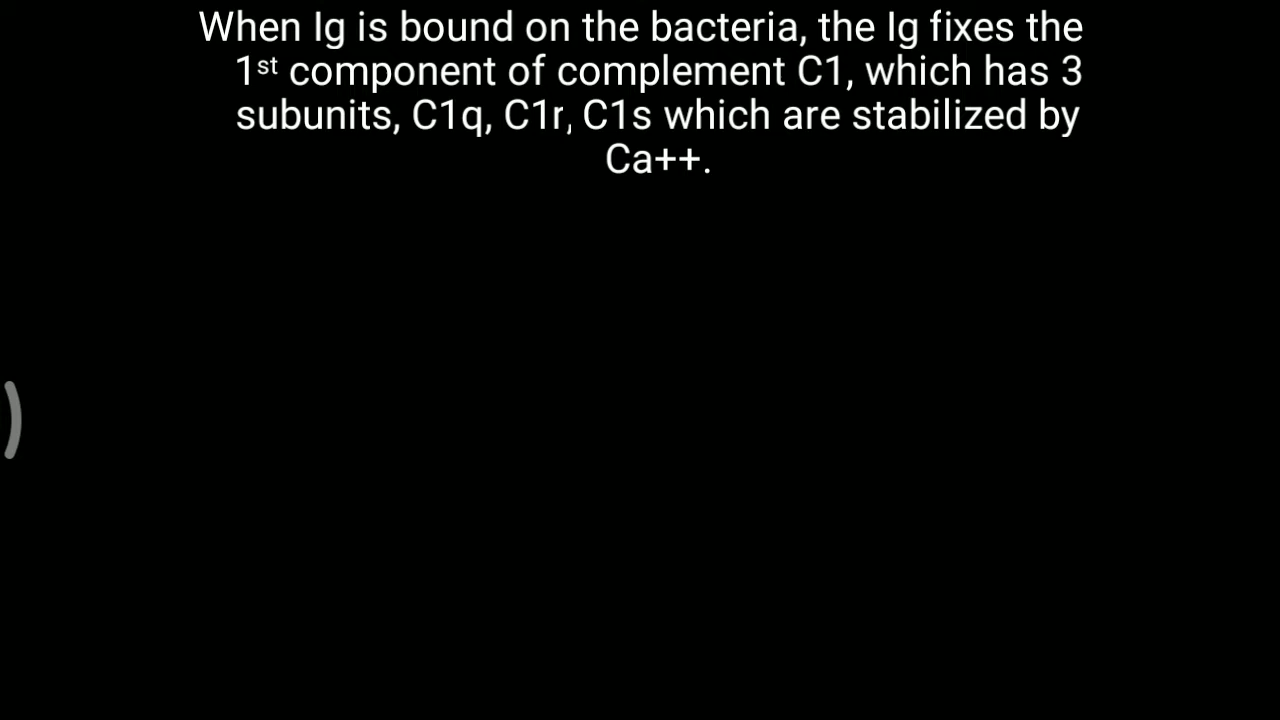 When Ig is bound on the bacteria, the Ig fixes the
1st component of complement C1, which has 3
subunits, C1q, C1r, C1s which are stabilized by
Ca++.